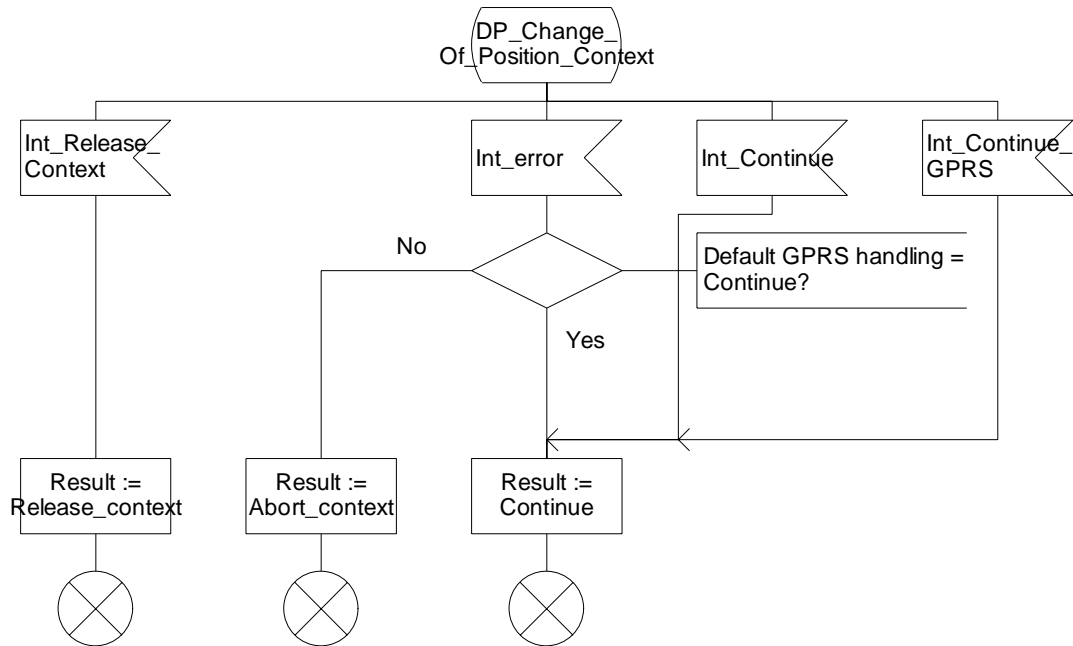 DP_Change_
Of_Position_Context
Int_Release_
Context
Int_error
Int_Continue
Int_Continue_
GPRS
No
Default GPRS handling =
Continue?
Yes
Result :=
Release_context
Result :=
Abort_context
Result :=
Continue